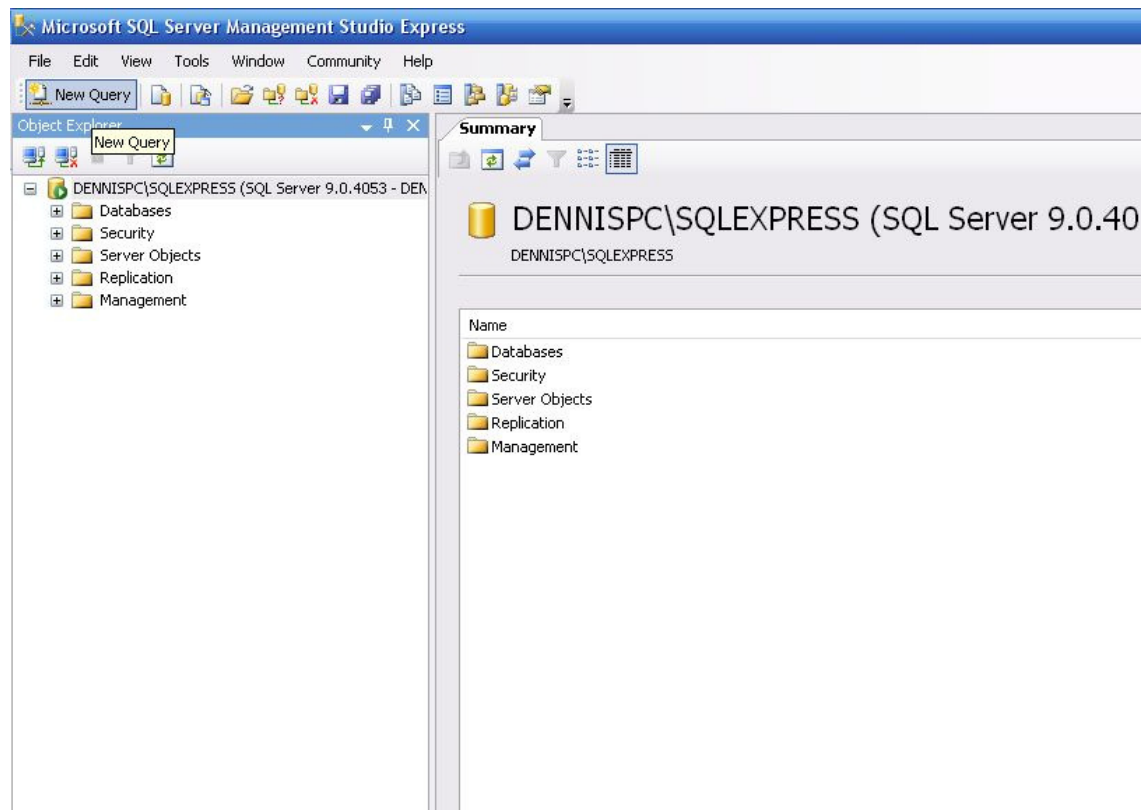 Microsoft SQL Server Management Studio Express
File Edit View Tools Window Community Help
New Query
Object Explorer
New Query
DENNISPC\SQLEXPRESS (SQL Server 9.0.4053 - DEN
Databases
Security
Server Objects
Replication
Management
Summary
DENNISPC\SQLEXPRESS (SQL Server 9.0.40
DENNISPC\SQLEXPRESS
Name
Databases
Security
Server Objects
Replication
Management